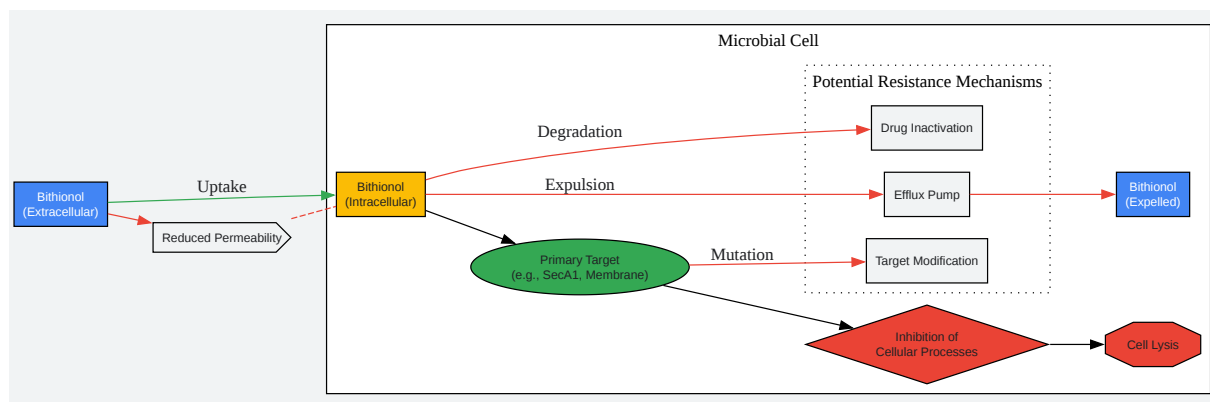 Microbial Cell
Potential Resistance Mechanisms
Drug Inactivation
Degradation
Bithionol
(Extracellular)
Uptake
Bithionol
(Intracellular)
Expulsion
Efflux Pump
Bithionol
(Expelled)
Reduced Permeability
Primary Target
(e.g., SecA1, Membrane)
Mutation
Target Modification
Inhibition of
Cellular Processes
Cell Lysis